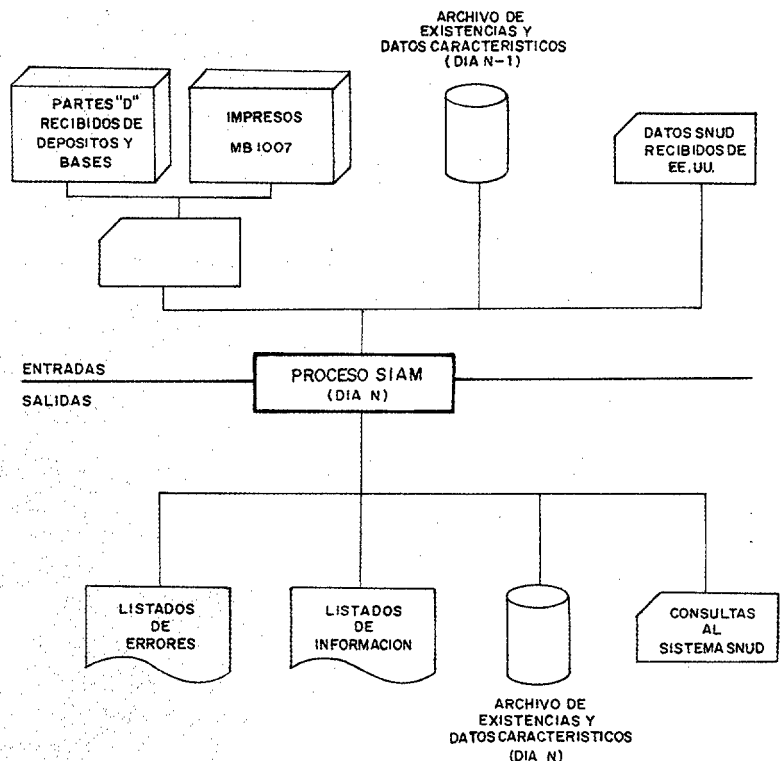 ARCHIVO DE
EXISTENCIAS Y
DATOS CARACTERISTICOS
(DIA N-1)
PARTES "D"
RECIBIDOS DE
DEPOSITOS Y
BASES
IMPRESOS
MB 1007
DATOS SNUD
RECIBIDOS DE
EE.UU.
ENTRADAS
SALIDAS
PROCESO SIAM
(DIA N)
LISTADOS
DE
ERRORES
LISTADOS
DE
INFORMACION
ARCHIVO DE
EXISTENCIAS Y
DATOS CARACTERISTICOS
(DIA N)
CONSULTAS
AL
SISTEMA SNUD